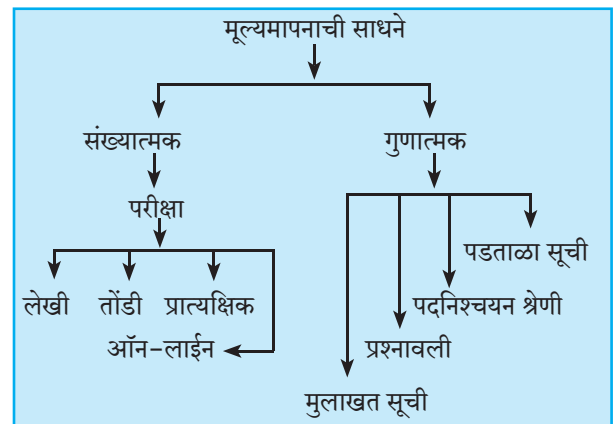 मूल्यमापनाची साधने
संख्यात्मक
गुणात्मक
परीक्षा
पडताळा सूची
लेखी
तोंडी
प्रात्यक्षिक
पदनिश्चयन श्रेणी
ऑन-लाईन
प्रश्नावली
मुलाखत सूची